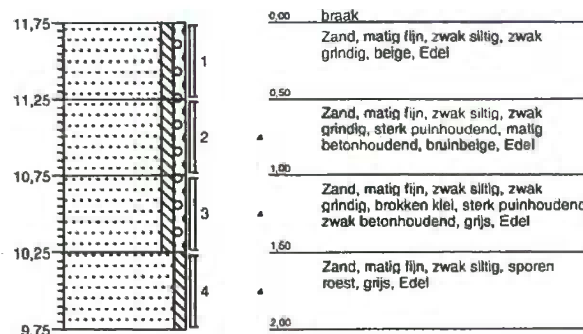 11,75
11,25
10,75
10,25
9,75
1
2
3
4
0,00 braak
Zand, matig fijn, zwak siltig, zwak
grindig, beige, Edel
0,50
Zand, matig fijn, zwak siltig, zwak
grindig, sterk puinhoudend, matig
betonhoudend, bruinbeige, Edel
1,00
Zand, matig fijn, zwak siltig, zwak
grindig, brokken klei, sterk puinhoudend,
zwak betonhoudend, grijs, Edel
1,50
Zand, matig fijn, zwak siltig, sporen
roest, grijs, Edel
2,00